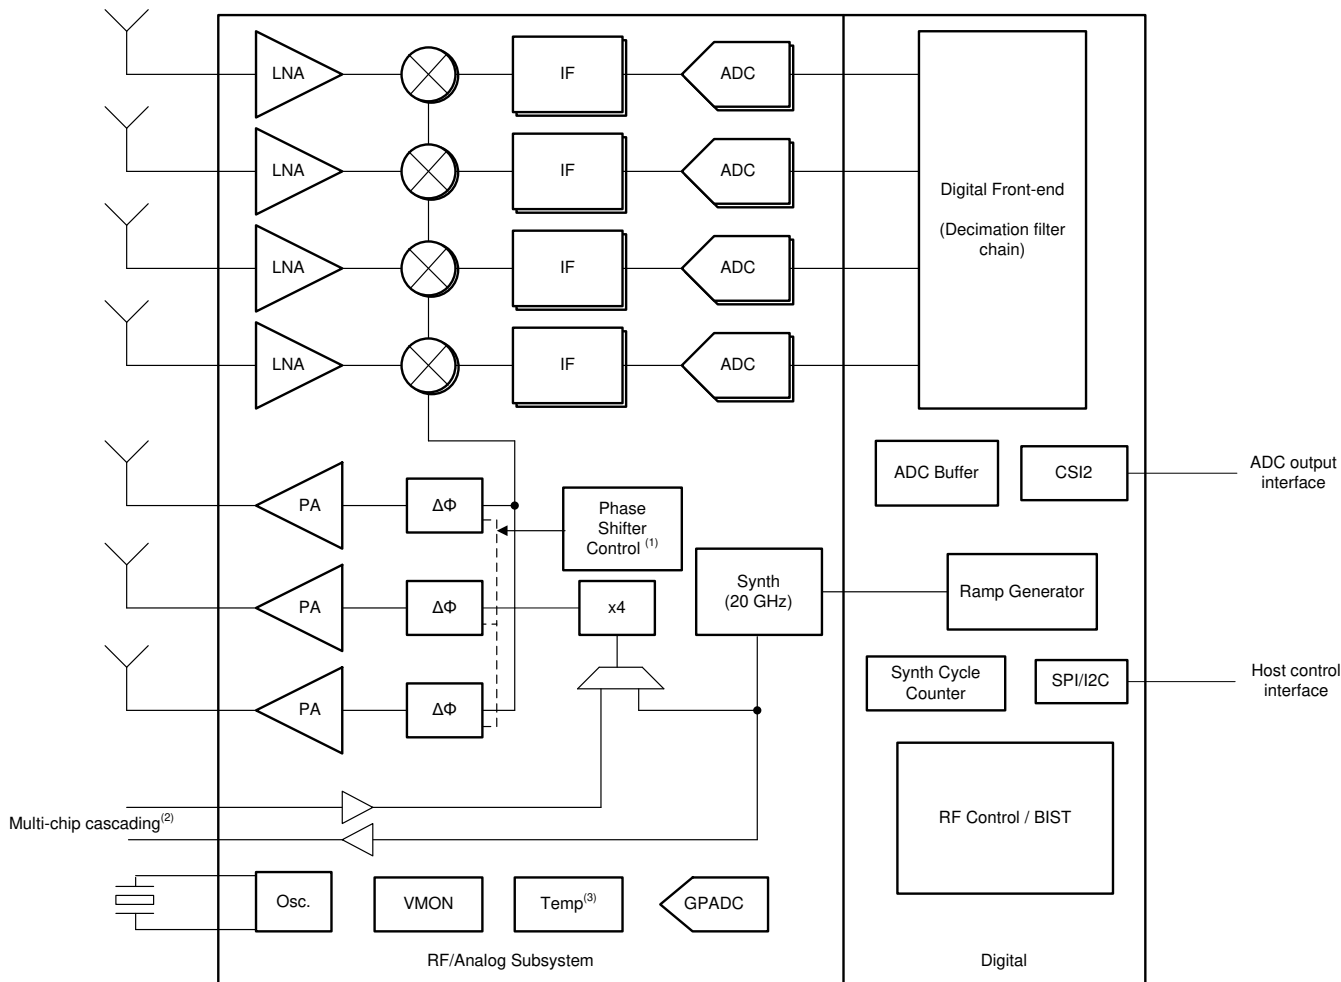 LNA
IF
ADC
LNA
IF
ADC
LNA
IF
ADC
LNA
IF
ADC
Digital Front-end
(Decimation filter
chain)
PA
ΔΦ
Phase
Shifter
Control (1)
ADC Buffer
CSI2
ADC output
interface
PA
ΔΦ
x4
Synth
(20 GHz)
Ramp Generator
PA
ΔΦ
Synth Cycle
Counter
SPI/I2C
Host control
interface
Multi-chip cascading(2)
RF Control / BIST
Osc.
VMON
Temp(3)
GPADC
RF/Analog Subsystem
Digital